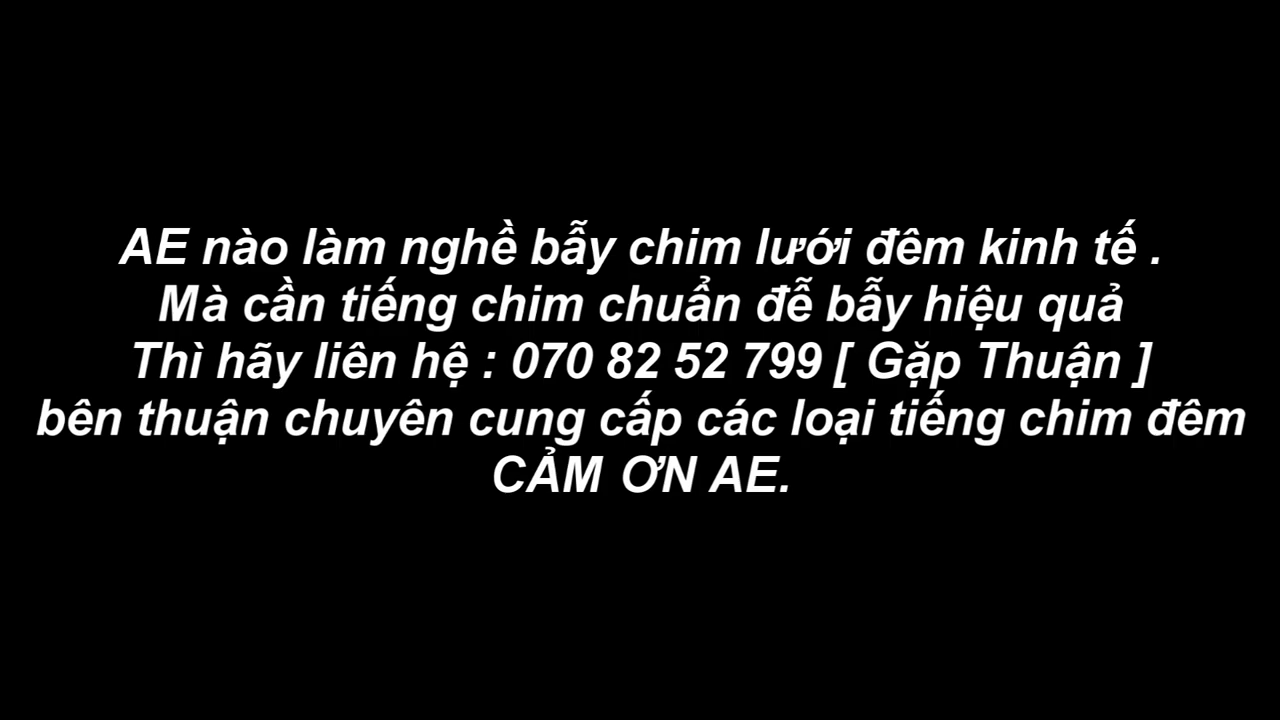 AE nào làm nghề bẫy chim lưới đêm kinh tế .
Mà cần tiếng chim chuẩn đễ bẫy hiệu quả
Thì hãy liên hệ : 070 82 52 799 [ Gặp Thuận ]
bên thuận chuyên cung cấp các loại tiếng chim đêm
CẢM ƠN AE.